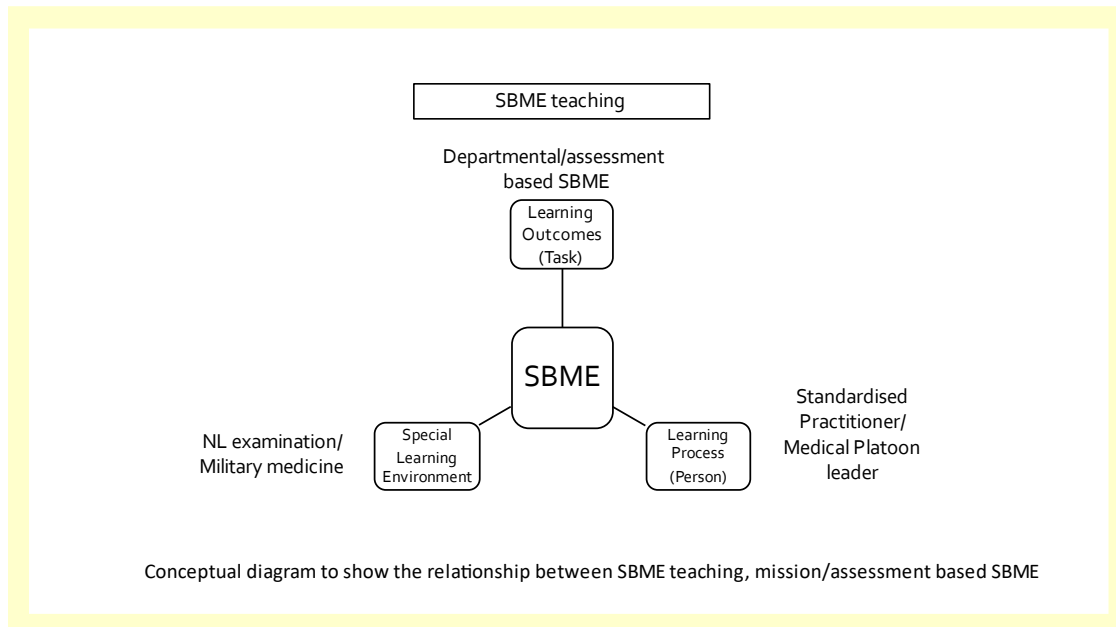 SBME teaching
Departmental/assessment
based SBME
Learning
Outcomes
(Task)
SBME
NL examination/
Military medicine
Special
Learning
Environment
Learning
Process
(Person)
Standardised
Practitioner/
Medical Platoon
leader
Conceptual diagram to show the relationship between SBME teaching, mission/assessment based SBME